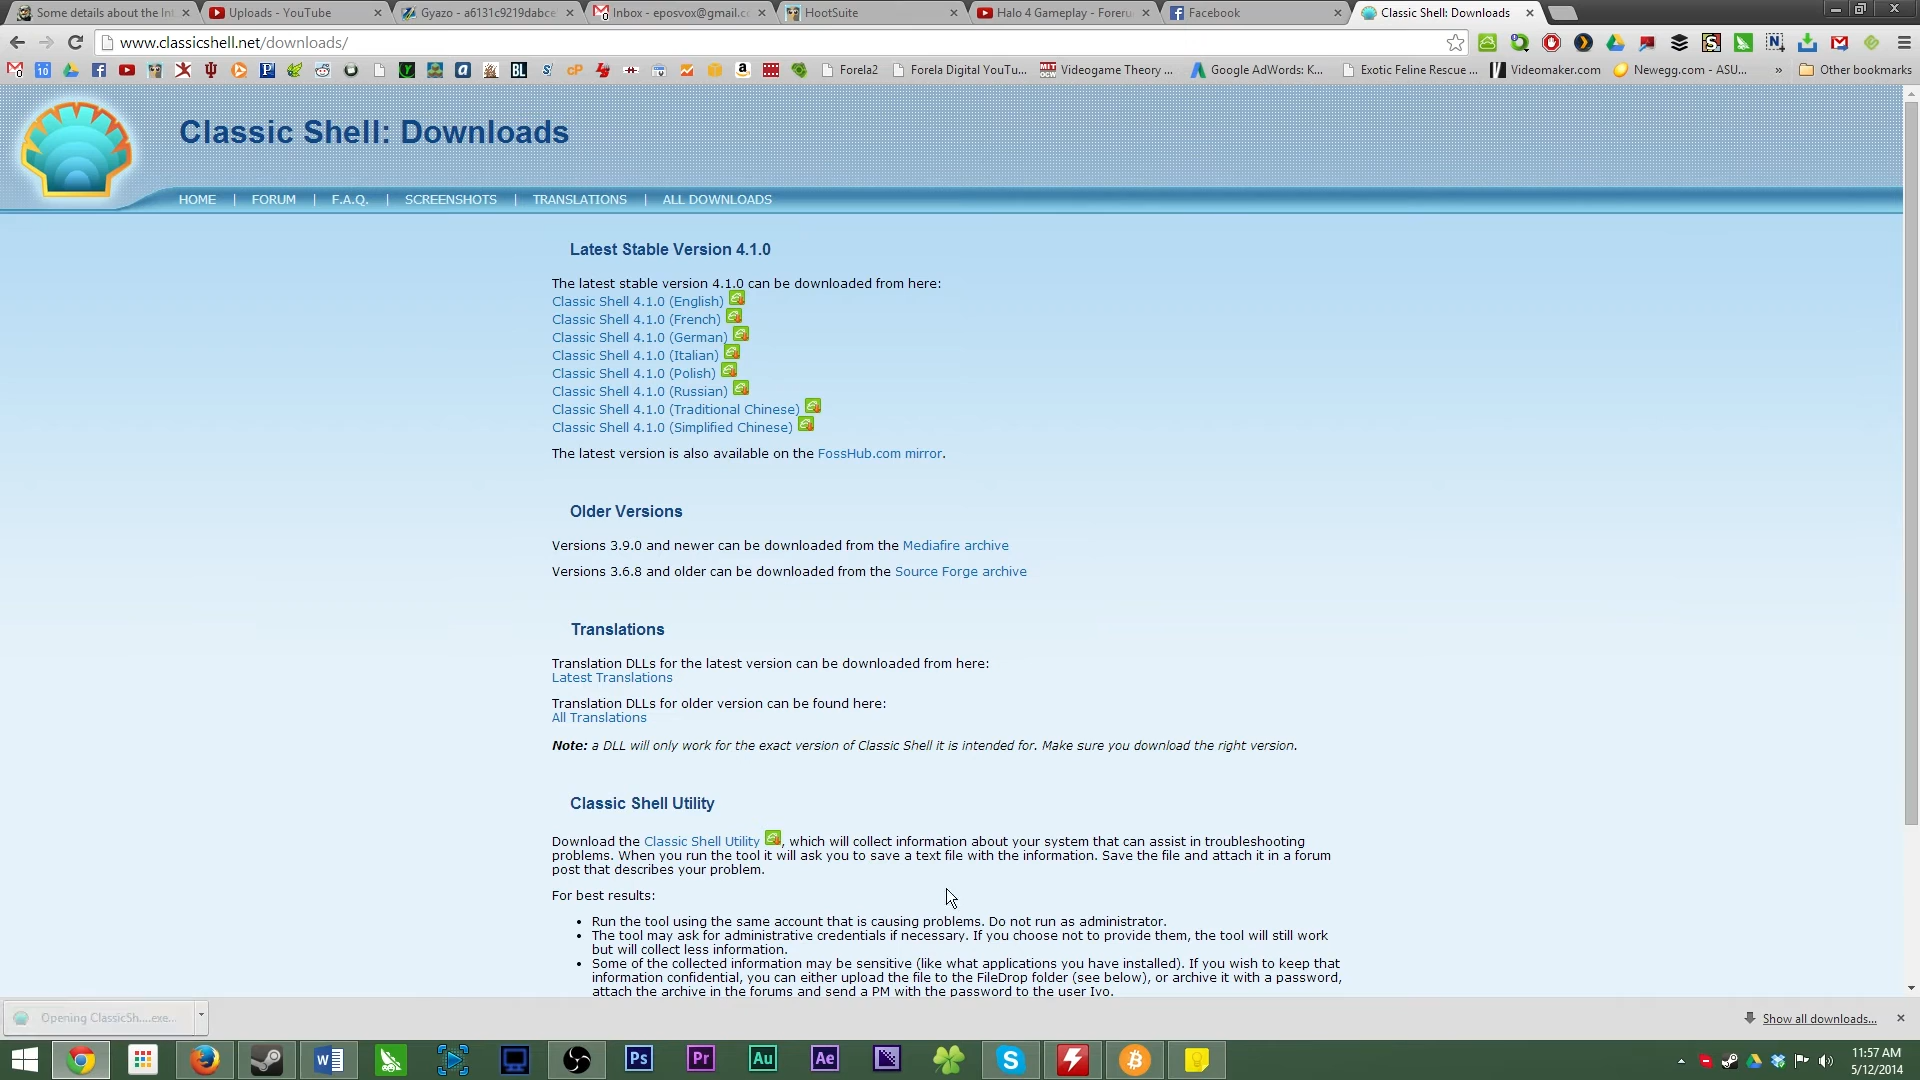 Some details about the Int
Uploads - YouTube
Gyazo - a6131c9219dabce
Inbox - eposvox@gmail.c
HootSuite
Halo 4 Gameplay - Foreru
Facebook
Classic Shell: Downloads
www.classicshell.net/downloads/
Forela2
Forela Digital YouTu...
Videogame Theory ...
Google AdWords: K...
Exotic Feline Rescue ...
Videomaker.com
Newegg.com - ASU...
»
Other bookmarks
Classic Shell: Downloads
HOME | FORUM | F.A.Q. | SCREENSHOTS | TRANSLATIONS | ALL DOWNLOADS
Latest Stable Version 4.1.0
The latest stable version 4.1.0 can be downloaded from here:
Classic Shell 4.1.0 (English)
Classic Shell 4.1.0 (French)
Classic Shell 4.1.0 (German)
Classic Shell 4.1.0 (Italian)
Classic Shell 4.1.0 (Polish)
Classic Shell 4.1.0 (Russian)
Classic Shell 4.1.0 (Traditional Chinese)
Classic Shell 4.1.0 (Simplified Chinese)
The latest version is also available on the FossHub.com mirror.
Older Versions
Versions 3.9.0 and newer can be downloaded from the Mediafire archive
Versions 3.6.8 and older can be downloaded from the Source Forge archive
Translations
Translation DLLs for the latest version can be downloaded from here:
Latest Translations
Translation DLLs for older version can be found here:
All Translations
Note: a DLL will only work for the exact version of Classic Shell it is intended for. Make sure you download the right version.
Classic Shell Utility
Download the Classic Shell Utility , which will collect information about your system that can assist in troubleshooting
problems. When you run the tool it will ask you to save a text file with the information. Save the file and attach it in a forum
post that describes your problem.
For best results:
• Run the tool using the same account that is causing problems. Do not run as administrator.
• The tool may ask for administrative credentials if necessary. If you choose not to provide them, the tool will still work
but will collect less information.
• Some of the collected information may be sensitive (like what applications you have installed). If you wish to keep that
information confidential, you can either upload the file to the FileDrop folder (see below), or archive it with a password,
attach the archive in the forums and send a PM with the password to the user Ivo.
Opening ClassicSh....exe...
Show all downloads...
Ps
Pr
Au
Ae
11:57 AM
5/12/2014